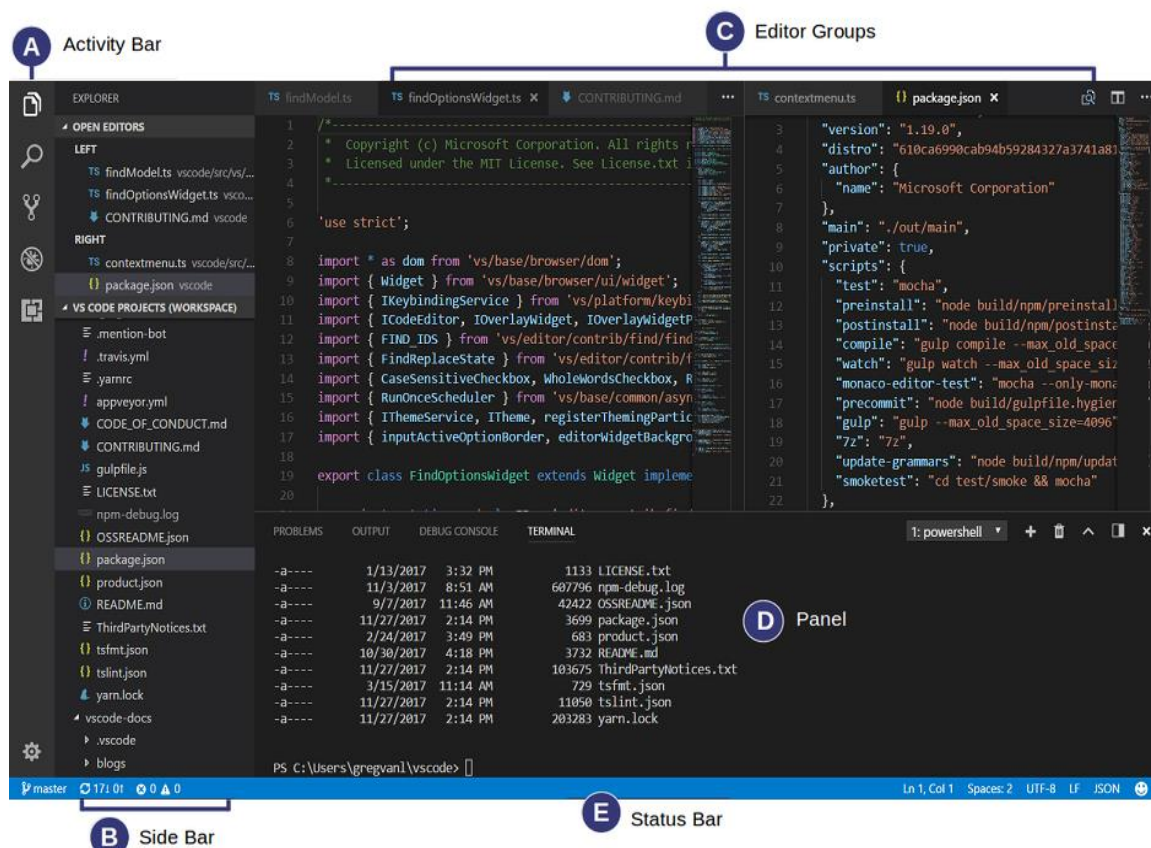 A Activity Bar
C Editor Groups
EXPLORER
OPEN EDITORS
LEFT
TS findModel.ts vscode/src/vs/...
TS findOptionsWidget.ts vsco...
CONTRIBUTING.md vscode
RIGHT
TS contextmenu.ts vscode/src/...
{} package.json vscode
VS CODE PROJECTS (WORKSPACE)
.mention-bot
! .travis.yml
.yarnrc
! appveyor.yml
CODE_OF_CONDUCT.md
CONTRIBUTING.md
JS gulpfile.js
LICENSE.txt
npm-debug.log
{} OSSREADME.json
{} package.json
{} product.json
README.md
ThirdPartyNotices.txt
{} tsfmt.json
{} tslint.json
yarn.lock
vscode-docs
.vscode
blogs
TS findModel.ts TS findOptionsWidget.ts × CONTRIBUTING.md ...
1 /*---------------------------------------------------------
2 * Copyright (c) Microsoft Corporation. All rights r
3 * Licensed under the MIT License. See License.txt i
4 *---------------------------------------------------------
5
6 'use strict';
7
8 import * as dom from 'vs/base/browser/dom';
9 import { Widget } from 'vs/base/browser/ui/widget';
10 import { IKeybindingService } from 'vs/platform/keybi
11 import { ICodeEditor, IOverlayWidget, IOverlayWidgetP
12 import { FIND_IDS } from 'vs/editor/contrib/find/find
13 import { FindReplaceState } from 'vs/editor/contrib/f
14 import { CaseSensitiveCheckbox, WholeWordsCheckbox, R
15 import { RunOnceScheduler } from 'vs/base/common/asyn
16 import { IThemeService, ITheme, registerThemingPartic
17 import { inputActiveOptionBorder, editorWidgetBackgro
18
19 export class FindOptionsWidget extends Widget impleme
20
TS contextmenu.ts {} package.json × ...
3 "version": "1.19.0",
4 "distro": "610ca6990cab94b59284327a3741a81
5 "author": {
6 "name": "Microsoft Corporation"
7 },
8 "main": "./out/main",
9 "private": true,
10 "scripts": {
11 "test": "mocha",
12 "preinstall": "node build/npm/preinstall
13 "postinstall": "node build/npm/postinsta
14 "compile": "gulp compile --max_old_space
15 "watch": "gulp watch --max_old_space_siz
16 "monaco-editor-test": "mocha --only-mona
17 "precommit": "node build/gulpfile.hygien
18 "gulp": "gulp --max_old_space_size=4096"
19 "7z": "7z",
20 "update-grammars": "node build/npm/updat
21 "smoketest": "cd test/smoke && mocha"
22 },
PROBLEMS OUTPUT DEBUG CONSOLE TERMINAL 1: powershell
-a---- 1/13/2017 3:32 PM 1133 LICENSE.txt
-a---- 11/3/2017 8:51 AM 607796 npm-debug.log
-a---- 9/7/2017 11:46 AM 42422 OSSREADME.json
-a---- 11/27/2017 2:14 PM 3699 package.json
-a---- 2/24/2017 3:49 PM 683 product.json
-a---- 10/30/2017 4:18 PM 3732 README.md
-a---- 11/27/2017 2:14 PM 103675 ThirdPartyNotices.txt
-a---- 3/15/2017 11:14 AM 729 tsfmt.json
-a---- 11/27/2017 2:14 PM 11050 tslint.json
-a---- 11/27/2017 2:14 PM 203283 yarn.lock
D Panel
PS C:\Users\gregvanl\vscode>
master 17↓ 0↑ 0 0 Ln 1, Col 1 Spaces: 2 UTF-8 LF JSON
B Side Bar
E Status Bar